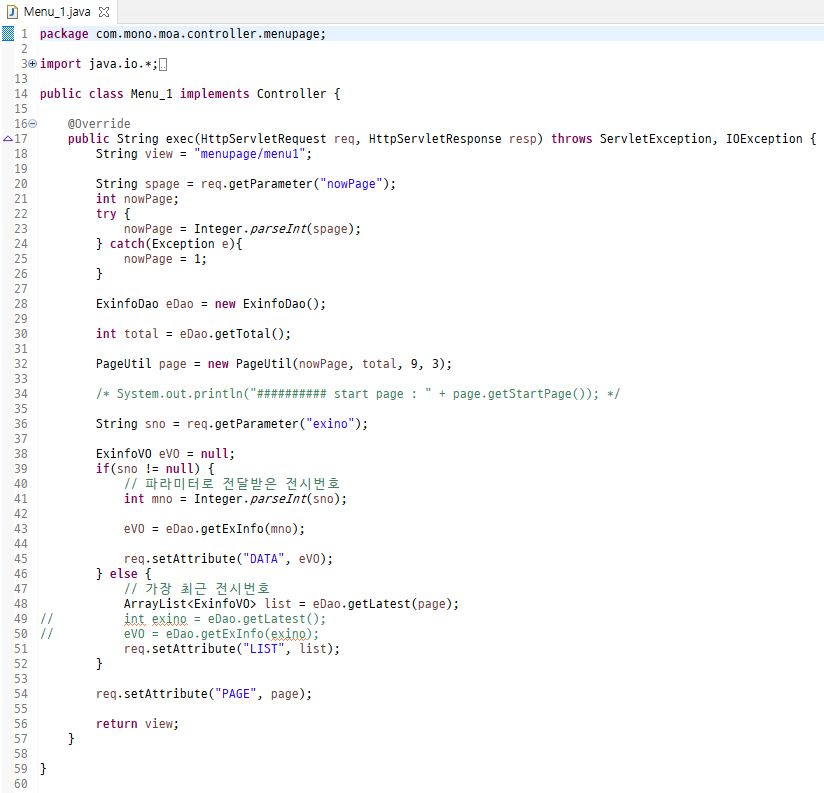 Menu_1.java
1 package com.mono.moa.controller.menupage;
2
3 import java.io.*;
13
14 public class Menu_1 implements Controller {
15
16     @Override
17     public String exec(HttpServletRequest req, HttpServletResponse resp) throws ServletException, IOException {
18         String view = "menupage/menu1";
19
20         String spage = req.getParameter("nowPage");
21         int nowPage;
22         try {
23             nowPage = Integer.parseInt(spage);
24         } catch(Exception e){
25             nowPage = 1;
26         }
27
28         ExinfoDao eDao = new ExinfoDao();
29
30         int total = eDao.getTotal();
31
32         PageUtil page = new PageUtil(nowPage, total, 9, 3);
33
34         /* System.out.println("########## start page : " + page.getStartPage()); */
35
36         String sno = req.getParameter("exino");
37
38         ExinfoVO eVO = null;
39         if(sno != null) {
40             // 파라미터로 전달받은 전시번호
41             int mno = Integer.parseInt(sno);
42
43             eVO = eDao.getExInfo(mno);
44
45             req.setAttribute("DATA", eVO);
46         } else {
47             // 가장 최근 전시번호
48             ArrayList<ExinfoVO> list = eDao.getLatest(page);
49 //          int exino = eDao.getLatest();
50 //          eVO = eDao.getExInfo(exino);
51             req.setAttribute("LIST", list);
52         }
53
54         req.setAttribute("PAGE", page);
55
56         return view;
57     }
58
59 }
60